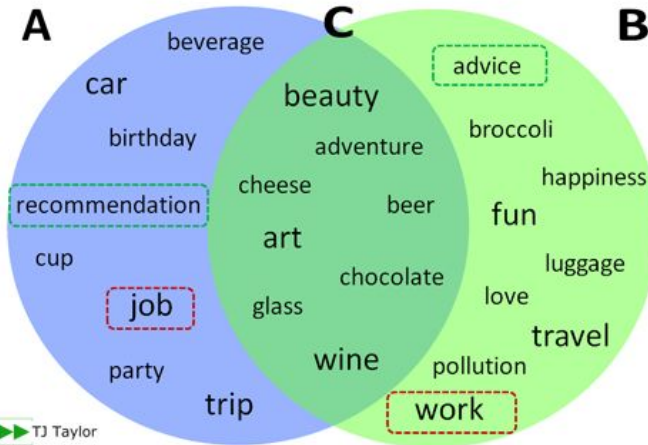 A
C
B
beverage
car
birthday
recommendation
cup
job
party
trip
beauty
adventure
cheese
beer
art
chocolate
glass
wine
advice
broccoli
happiness
fun
luggage
love
travel
pollution
work
TJ Taylor